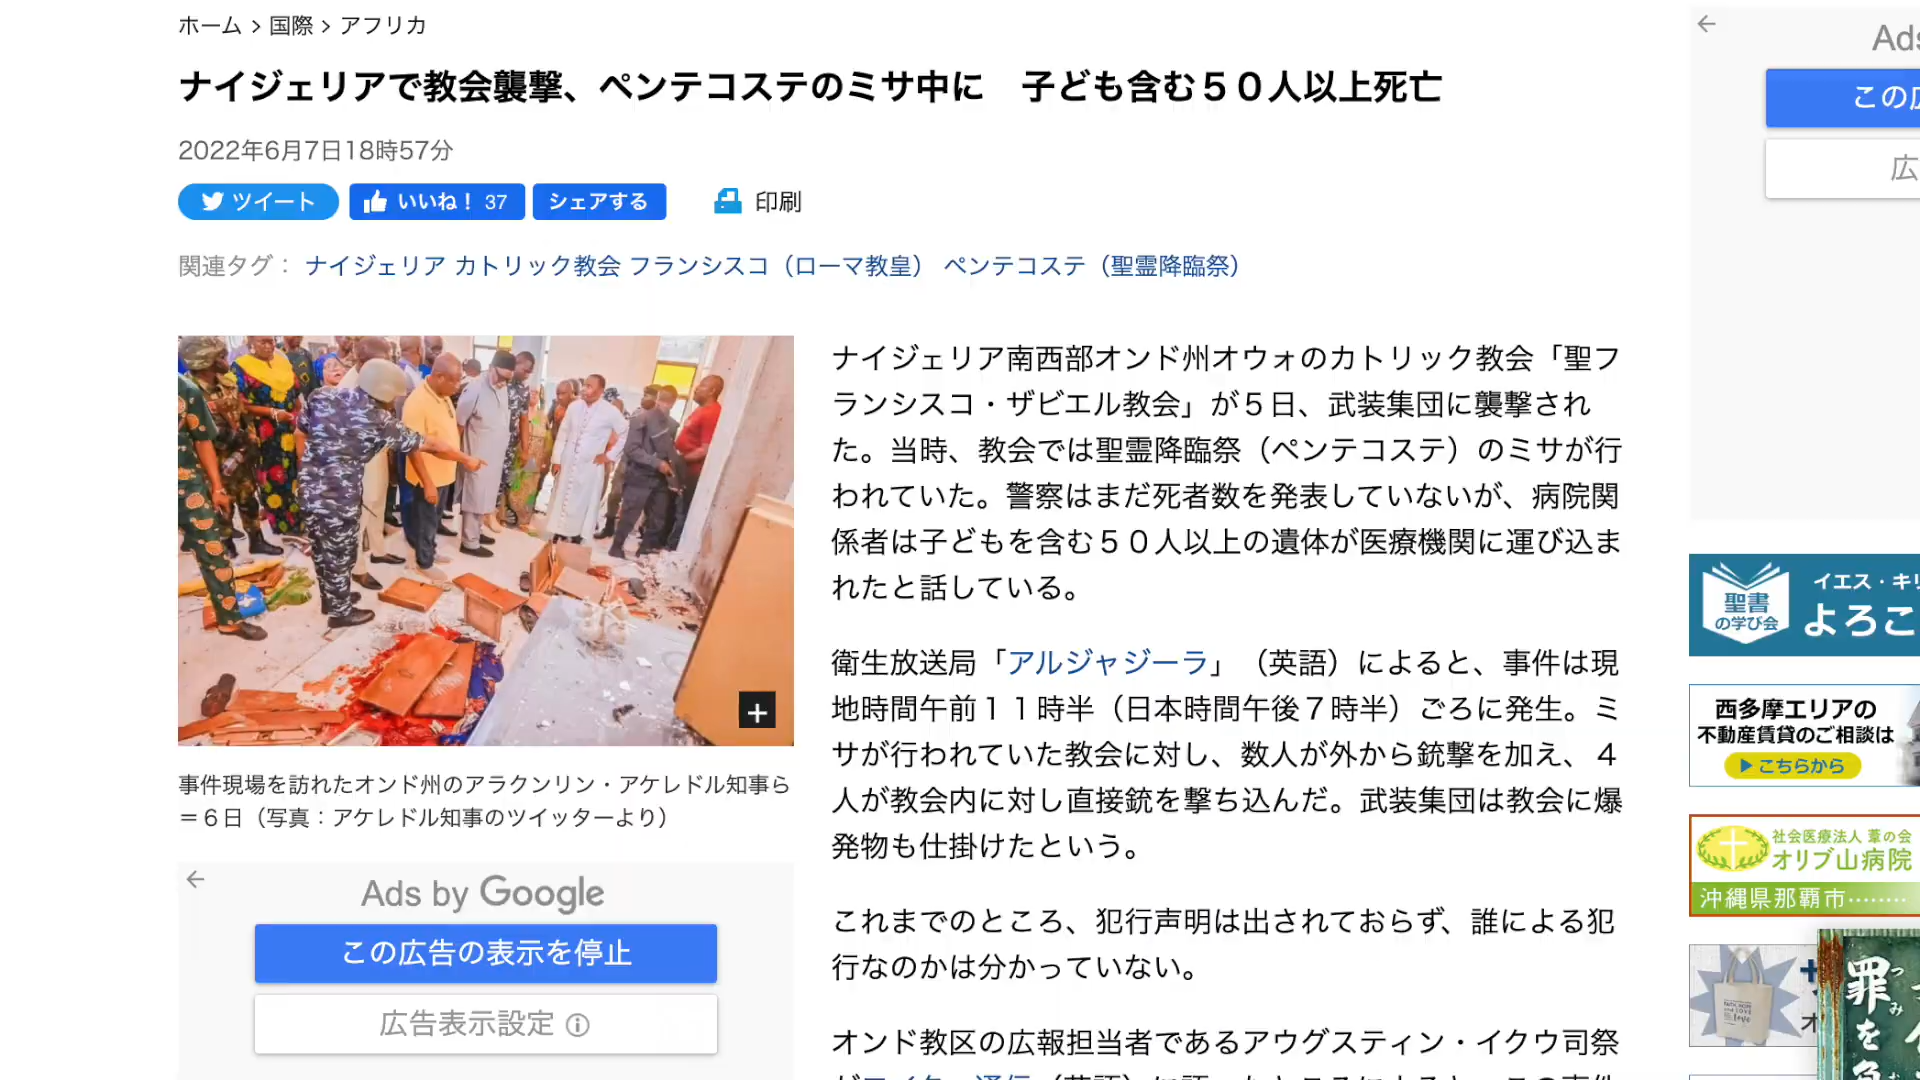 ホーム › 国際 › アフリカ
ナイジェリアで教会襲撃、ペンテコステのミサ中に　子ども含む５０人以上死亡
2022年6月7日18時57分
ツイート いいね！ 37 シェアする 印刷
関連タグ： ナイジェリア カトリック教会 フランシスコ（ローマ教皇） ペンテコステ（聖霊降臨祭）
事件現場を訪れたオンド州のアラクンリン・アケレドル知事ら
＝６日（写真：アケレドル知事のツイッターより）
Ads by Google
この広告の表示を停止
広告表示設定
ナイジェリア南西部オンド州オウォのカトリック教会「聖フ
ランシスコ・ザビエル教会」が５日、武装集団に襲撃され
た。当時、教会では聖霊降臨祭（ペンテコステ）のミサが行
われていた。警察はまだ死者数を発表していないが、病院関
係者は子どもを含む５０人以上の遺体が医療機関に運び込ま
れたと話している。
衛生放送局「アルジャジーラ」（英語）によると、事件は現
地時間午前１１時半（日本時間午後７時半）ごろに発生。ミ
サが行われていた教会に対し、数人が外から銃撃を加え、４
人が教会内に対し直接銃を撃ち込んだ。武装集団は教会に爆
発物も仕掛けたという。
これまでのところ、犯行声明は出されておらず、誰による犯
行なのかは分かっていない。
オンド教区の広報担当者であるアウグスティン・イクウ司祭
Ads
この広
広
聖書
の学び会
イエス・キリ
よろこ
西多摩エリアの
不動産賃貸のご相談は
こちらから
社会医療法人 葦の会
オリブ山病院
沖縄県那覇市
罪を
つみ